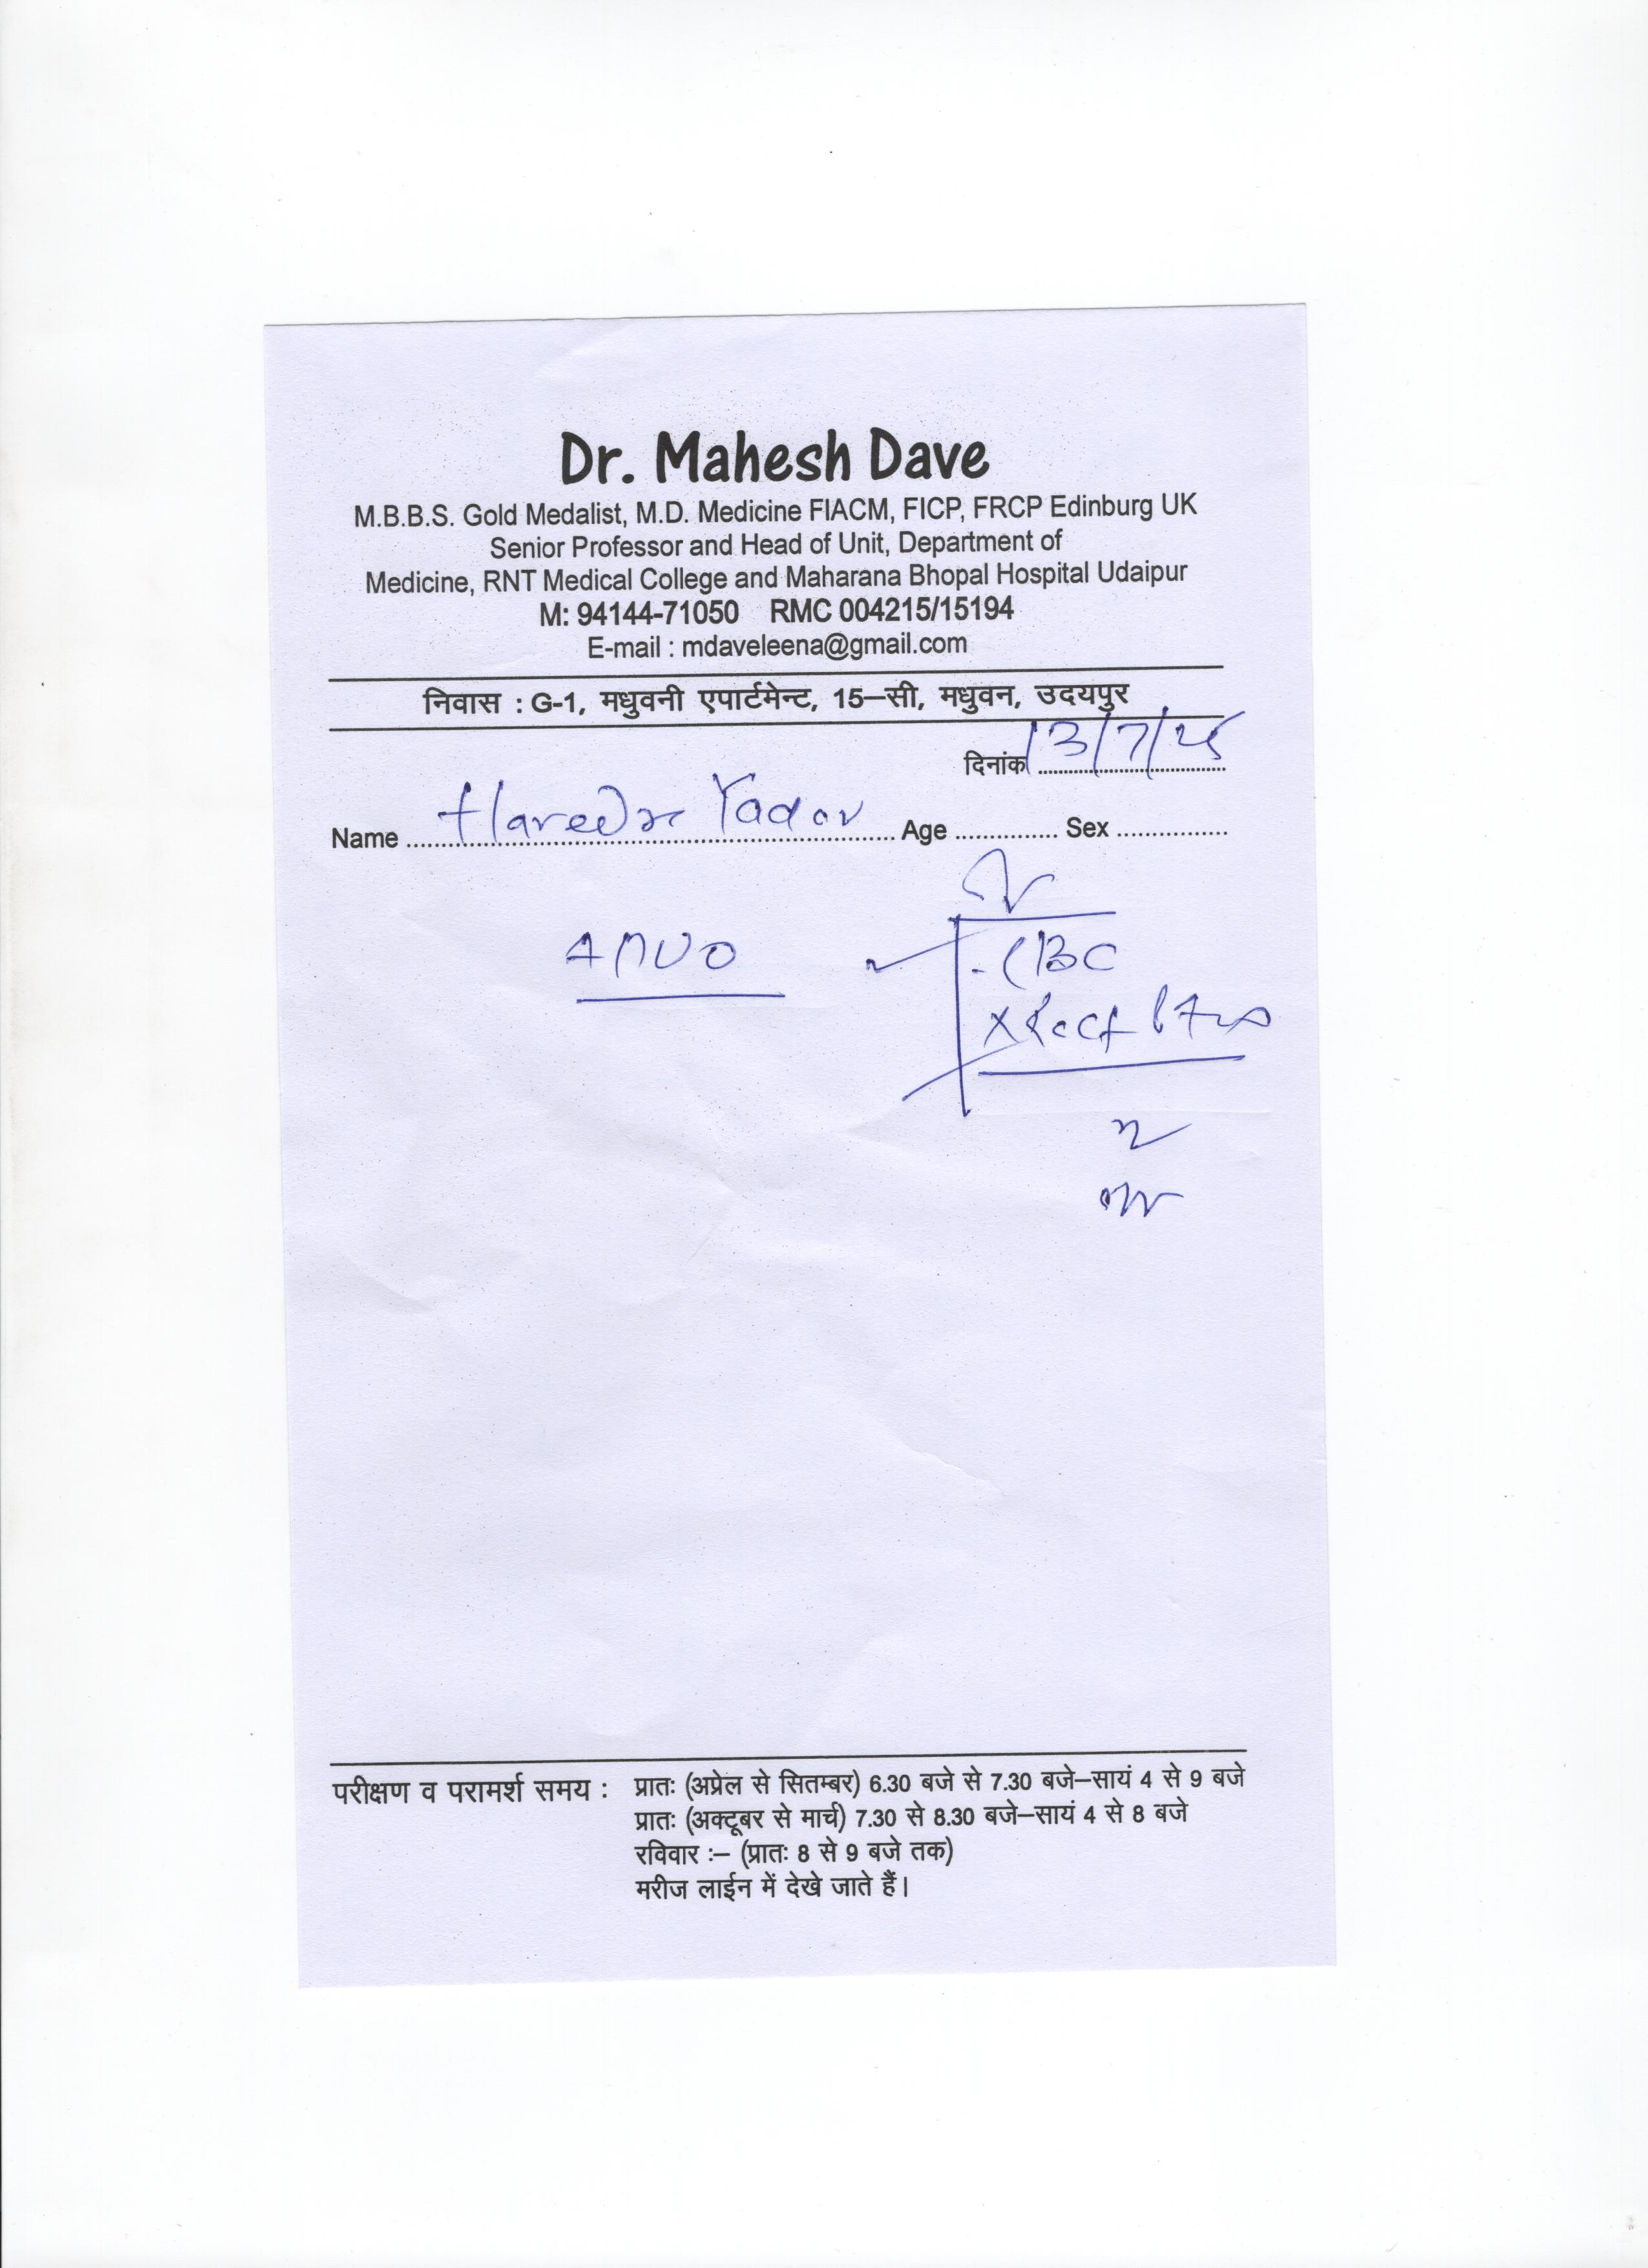 Dr. Mahesh Dave
M.B.B.S. Gold Medalist, M.D. Medicine FIACM, FICP, FRCP Edinburg UK
Senior Professor and Head of Unit, Department of
Medicine, RNT Medical College and Maharana Bhopal Hospital Udaipur
M: 94144-71050 RMC 004215/15194
E-mail : mdaveleena@gmail.com
निवास : G-1, मधुवनी एपार्टमेन्ट, 15–सी, मधुवन, उदयपुर
दिनांक 13/7/25
Name Yadav Age Sex
CBC
परीक्षण व परामर्श समय : प्रातः (अप्रेल से सितम्बर) 6.30 बजे से 7.30 बजे–सायं 4 से 9 बजे
प्रातः (अक्टूबर से मार्च) 7.30 से 8.30 बजे–सायं 4 से 8 बजे
रविवार :– (प्रातः 8 से 9 बजे तक)
मरीज लाईन में देखे जाते हैं।